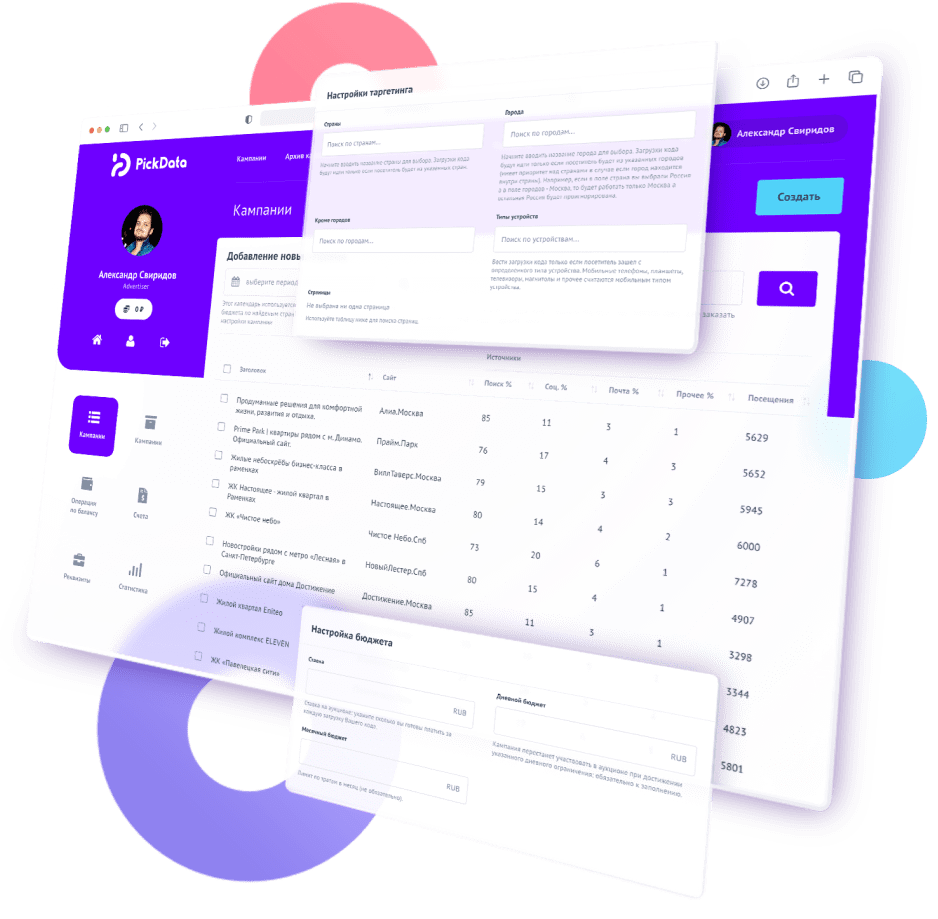 Настройки таргетинга
Страны
Поиск по странам...
Начните вводить название страны для выбора. Загрузки кода
будут идти только если посетитель будет из указанных стран.
Города
Поиск по городам...
Начните вводить название города для выбора. Загрузки кода
будут идти только если посетитель будет из указанных городов
(имеет приоритет над странами в случае если город находится
внутри страны). Например, если в поле страна вы выбрали Россия
а в поле городов - Москва, то будет работать только Москва а
остальная Россия будет проигнорирована.
Кроме городов
Поиск по городам...
Типы устройств
Поиск по устройствам...
Вести загрузки кода только если посетитель зашел с
определенного типа устройства. Мобильные телефоны, планшеты,
телевизоры, магнитолы и прочее считаются мобильным типом
устройства.
Страницы
Не выбрана ни одна страница
Используйте таблицу ниже для поиска страниц.
PickData
Кампании
Архив
Александр Свиридов
Кампании
Создать
Александр Свиридов
Advertiser
0 ₽
Добавление новы
выберите период
Этот календарь используется
бюджета по найденым стран
настройки кампании
заказать
Источники
Заголовок
Сайт
Поиск %
Соц. %
Почта %
Прочее %
Посещения
Продуманные решения для комфортной
жизни, развития и отдыха.
Алиа.Москва
85
11
3
1
5629
Prime Park I квартиры рядом с м. Динамо.
Официальный сайт.
Прайм.Парк
76
17
4
3
5652
Жилые небоскрёбы бизнес-класса в
раменках
ВиллТаверс.Москва
79
15
3
3
5945
ЖК Настоящее - жилой квартал в
Раменках
Настоящее.Москва
80
14
4
2
6000
ЖК «Чистое небо»
Чистое Небо.Спб
73
20
6
1
7278
Новостройки рядом с метро «Лесная» в
Санкт-Петербурге
НовыйЛестер.Спб
80
15
4
1
4907
Официальный сайт дома Достижение
Достижение.Москва
85
11
3
1
3298
Жилой квартал Eniteo
3344
Жилой комплекс ELEVEN
4823
ЖК «Павелецкая сити»
5801
Кампании
Кампании
Операции
по балансу
Счета
Реквизиты
Статистика
Настройка бюджета
Ставка
RUB
Ставка на аукционе: укажите сколько вы готовы платить за
каждую загрузку Вашего кода.
Дневной бюджет
RUB
Кампания перестанет участвовать в аукционе при достижении
указанного дневного ограничения: обязательно к заполнению.
Месячный бюджет
RUB
Лимит по тратам в месяц (не обязательно).